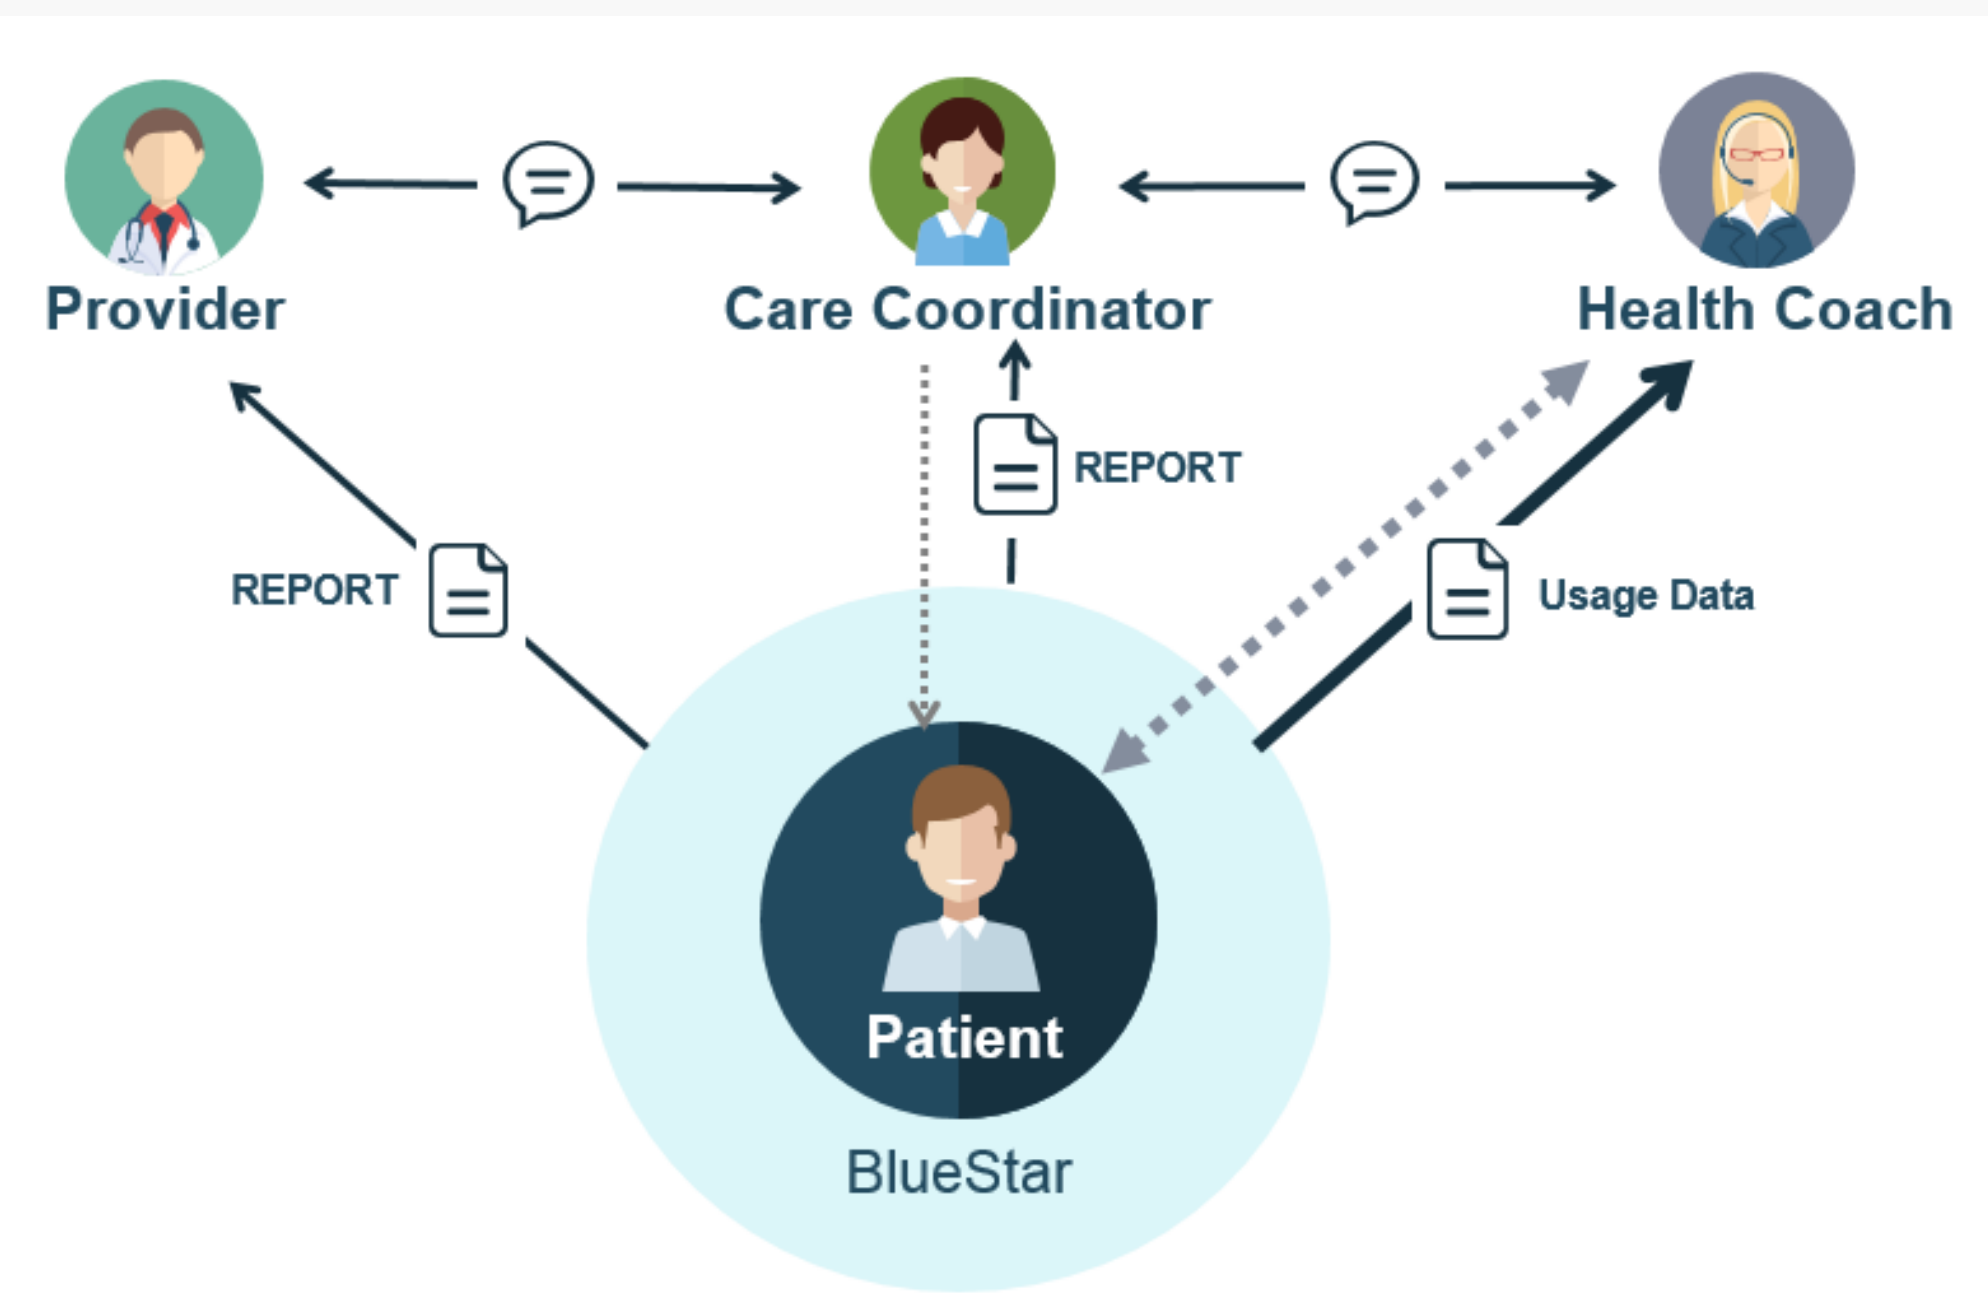 Provider
Care Coordinator
Health Coach
REPORT
REPORT
Usage Data
Patient
BlueStar